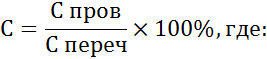 С = С пров / С переч × 100%, где: